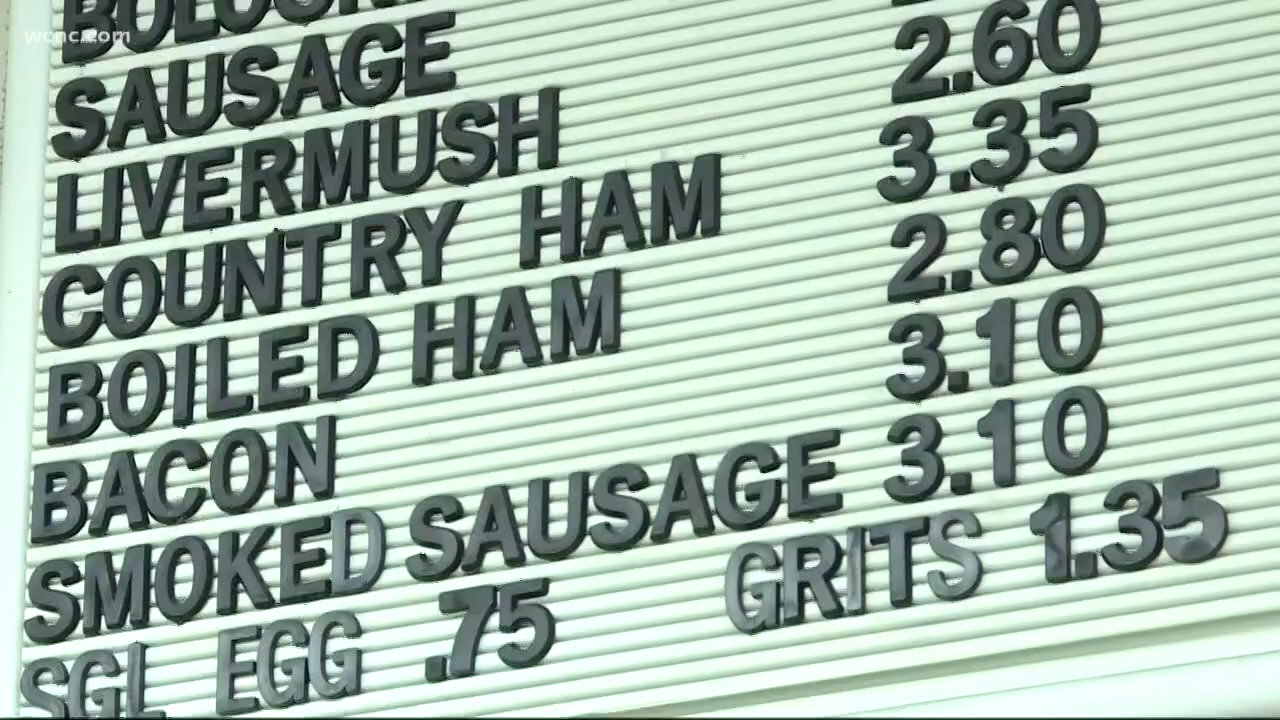 wcnc.com
SAUSAGE
LIVERMUSH 2.60
COUNTRY HAM 3.35
BOILED HAM 2.80
BACON 3.10
SMOKED SAUSAGE 3.10
SGL EGG .75 GRITS 1.35